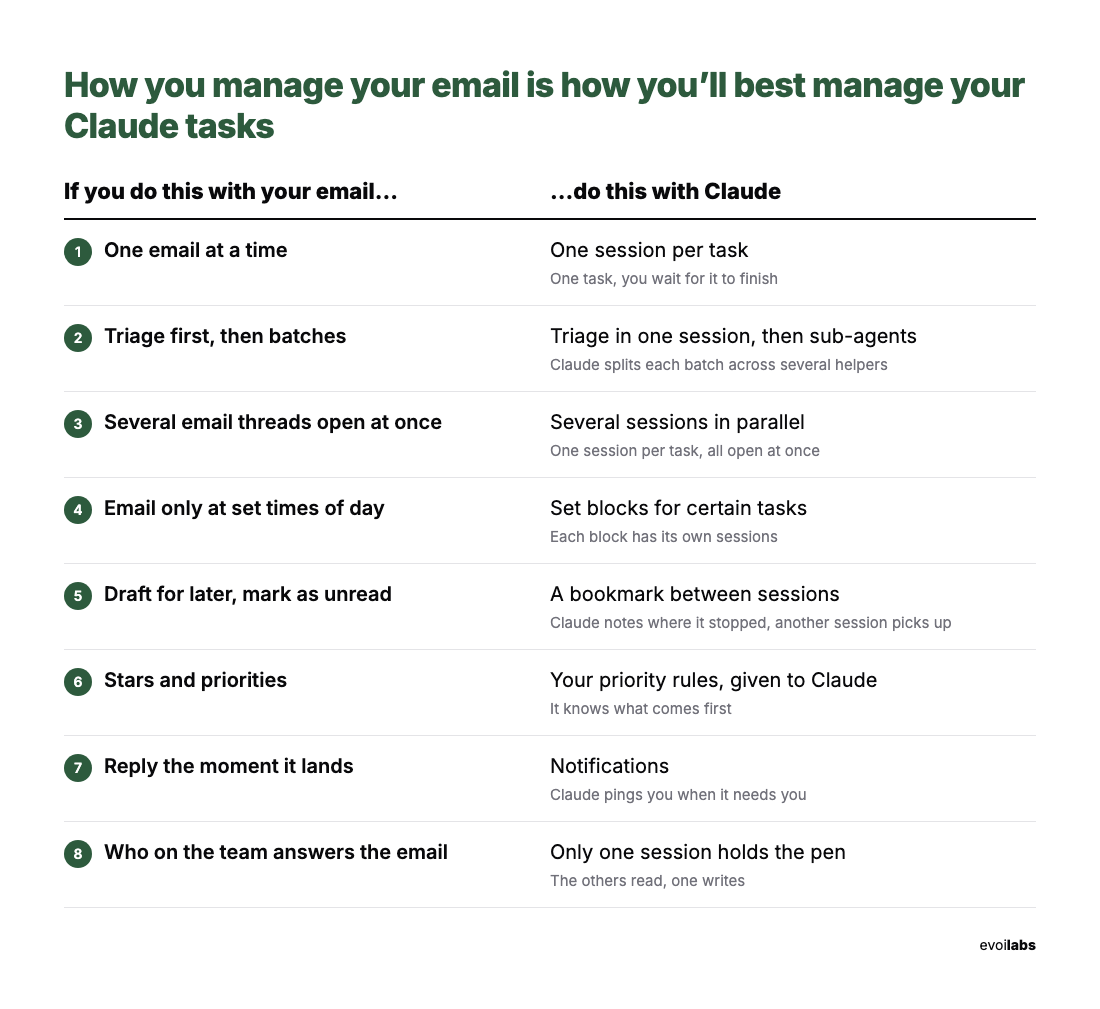 How you manage your email is how you’ll best manage your
Claude tasks
If you do this with your email…
…do this with Claude
1 One email at a time
One session per task
One task, you wait for it to finish
2 Triage first, then batches
Triage in one session, then sub-agents
Claude splits each batch across several helpers
3 Several email threads open at once
Several sessions in parallel
One session per task, all open at once
4 Email only at set times of day
Set blocks for certain tasks
Each block has its own sessions
5 Draft for later, mark as unread
A bookmark between sessions
Claude notes where it stopped, another session picks up
6 Stars and priorities
Your priority rules, given to Claude
It knows what comes first
7 Reply the moment it lands
Notifications
Claude pings you when it needs you
8 Who on the team answers the email
Only one session holds the pen
The others read, one writes
evoilabs